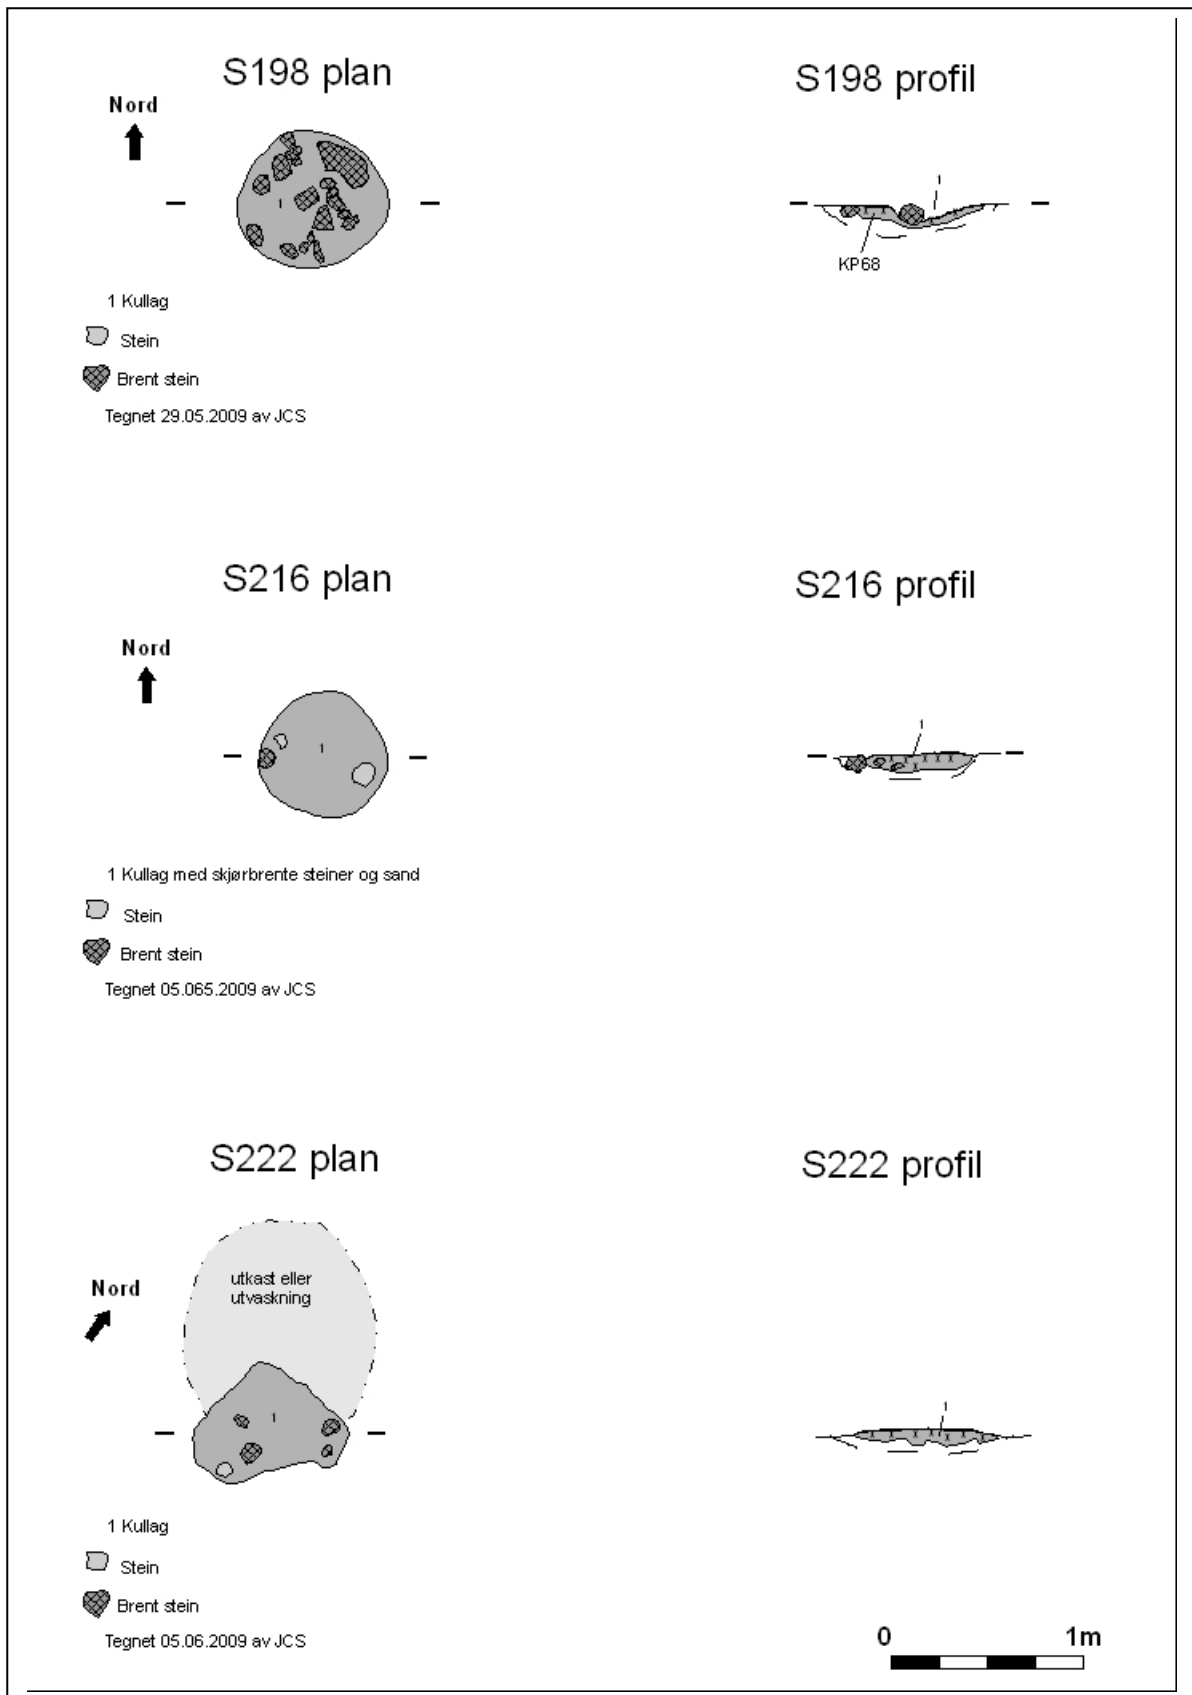 S198 plan
S198 profil
Nord
1
1
KP68
1 Kullag
Stein
Brent stein
Tegnet 29.05.2009 av JCS
S216 plan
S216 profil
Nord
1
1
1 Kullag med skjørbrente steiner og sand
Stein
Brent stein
Tegnet 05.065.2009 av JCS
S222 plan
S222 profil
Nord
utkast eller
utvaskning
1
1
1 Kullag
Stein
Brent stein
Tegnet 05.06.2009 av JCS
0 1m